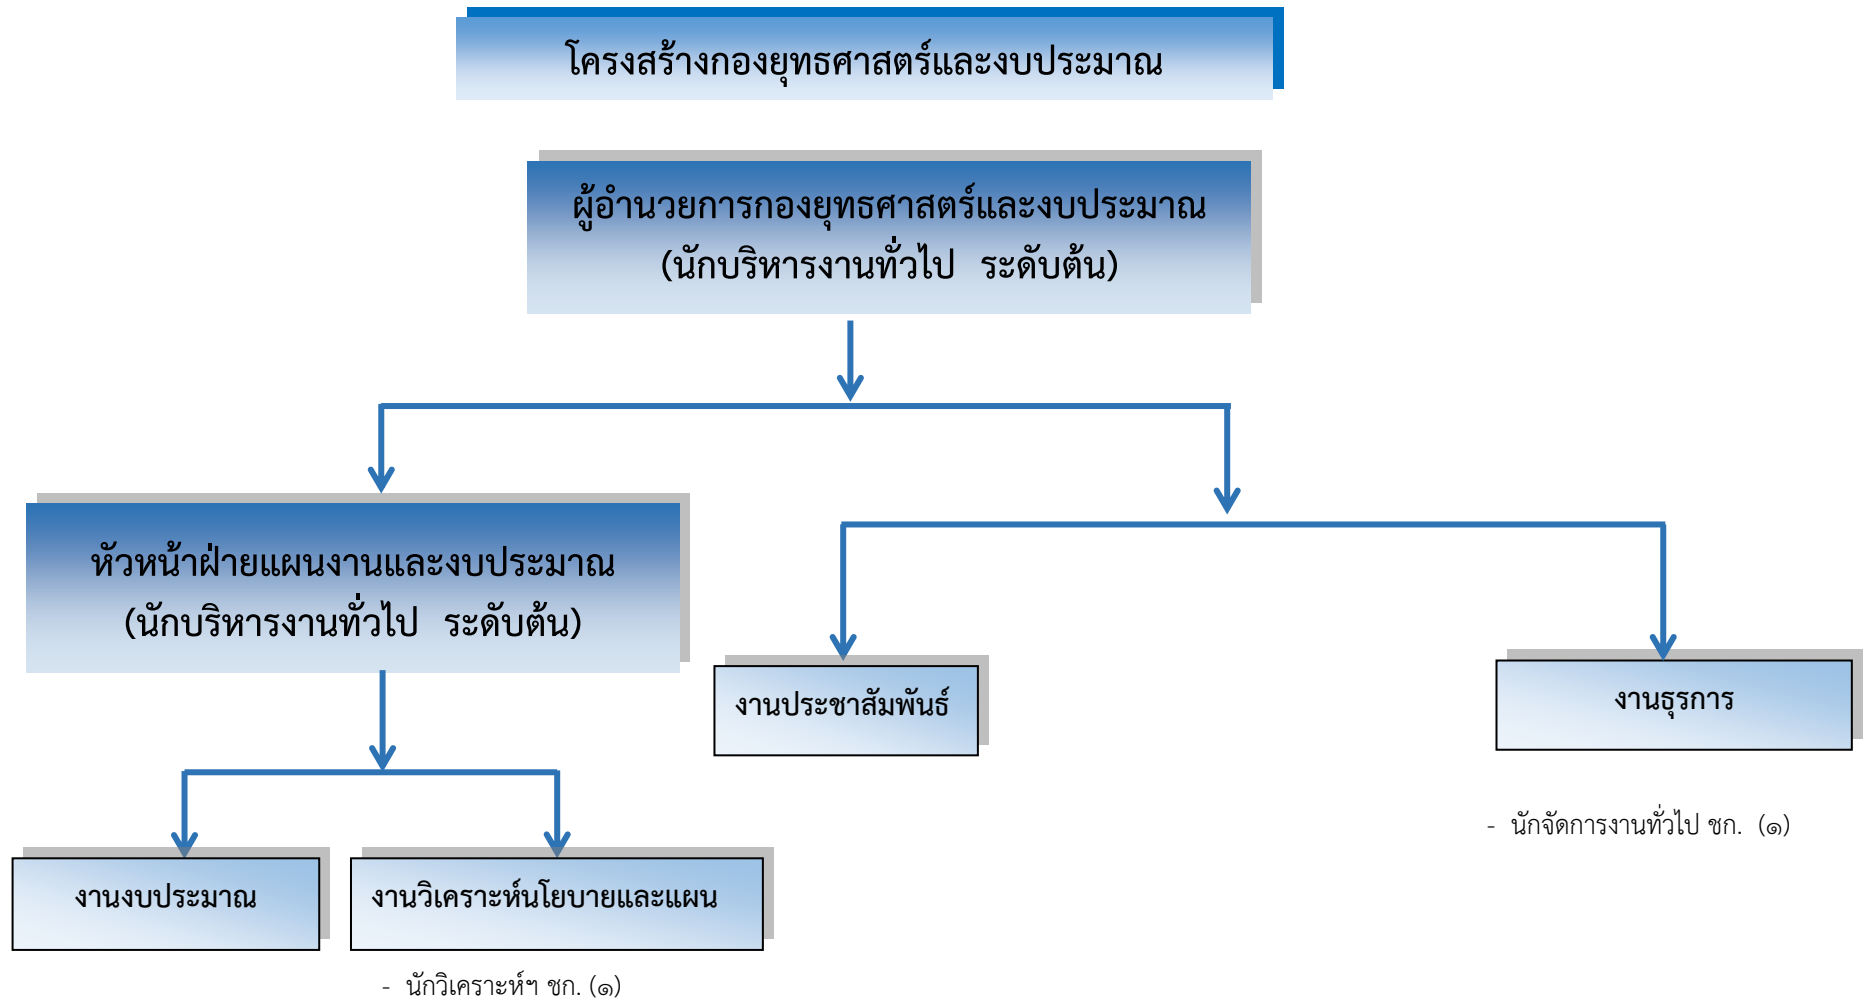 โครงสร้างกองยุทธศาสตร์และงบประมาณ
ผู้อำนวยการกองยุทธศาสตร์และงบประมาณ
(นักบริหารงานทั่วไป ระดับต้น)
หัวหน้าฝ่ายแผนงานและงบประมาณ
(นักบริหารงานทั่วไป ระดับต้น)
งานประชาสัมพันธ์
งานธุรการ
- นักจัดการงานทั่วไป ชก. (๑)
งานงบประมาณ
งานวิเคราะห์นโยบายและแผน
- นักวิเคราะห์ฯ ชก. (๑)